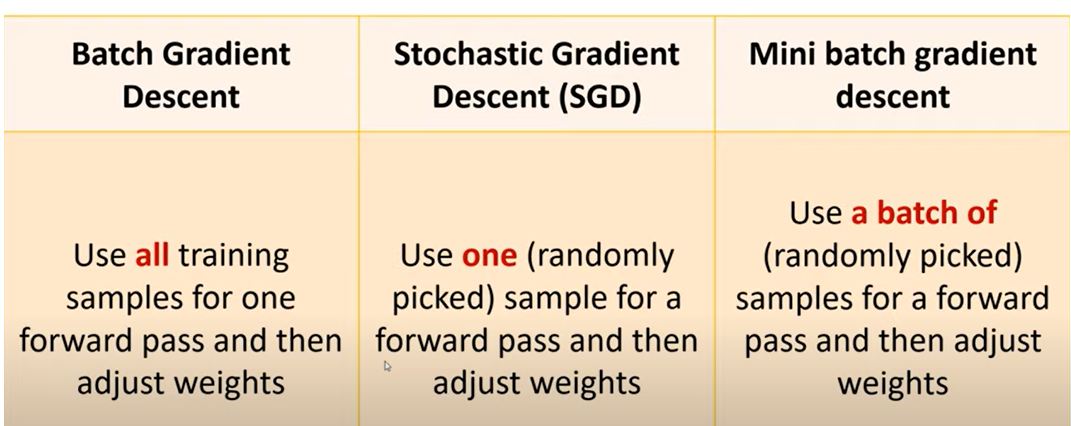 Batch Gradient
Descent
Stochastic Gradient
Descent (SGD)
Mini batch gradient
descent
Use all training
samples for one
forward pass and then
adjust weights
Use one (randomly
picked) sample for a
forward pass and then
adjust weights
Use a batch of
(randomly picked)
samples for a forward
pass and then adjust
weights